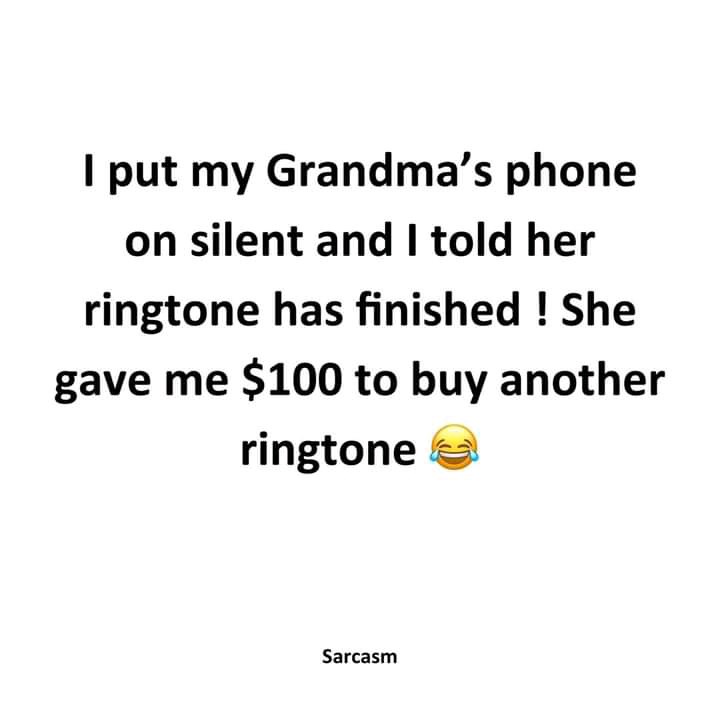 I put my Grandma’s phone
on silent and I told her
ringtone has finished ! She
gave me $100 to buy another
ringtone 😂
Sarcasm